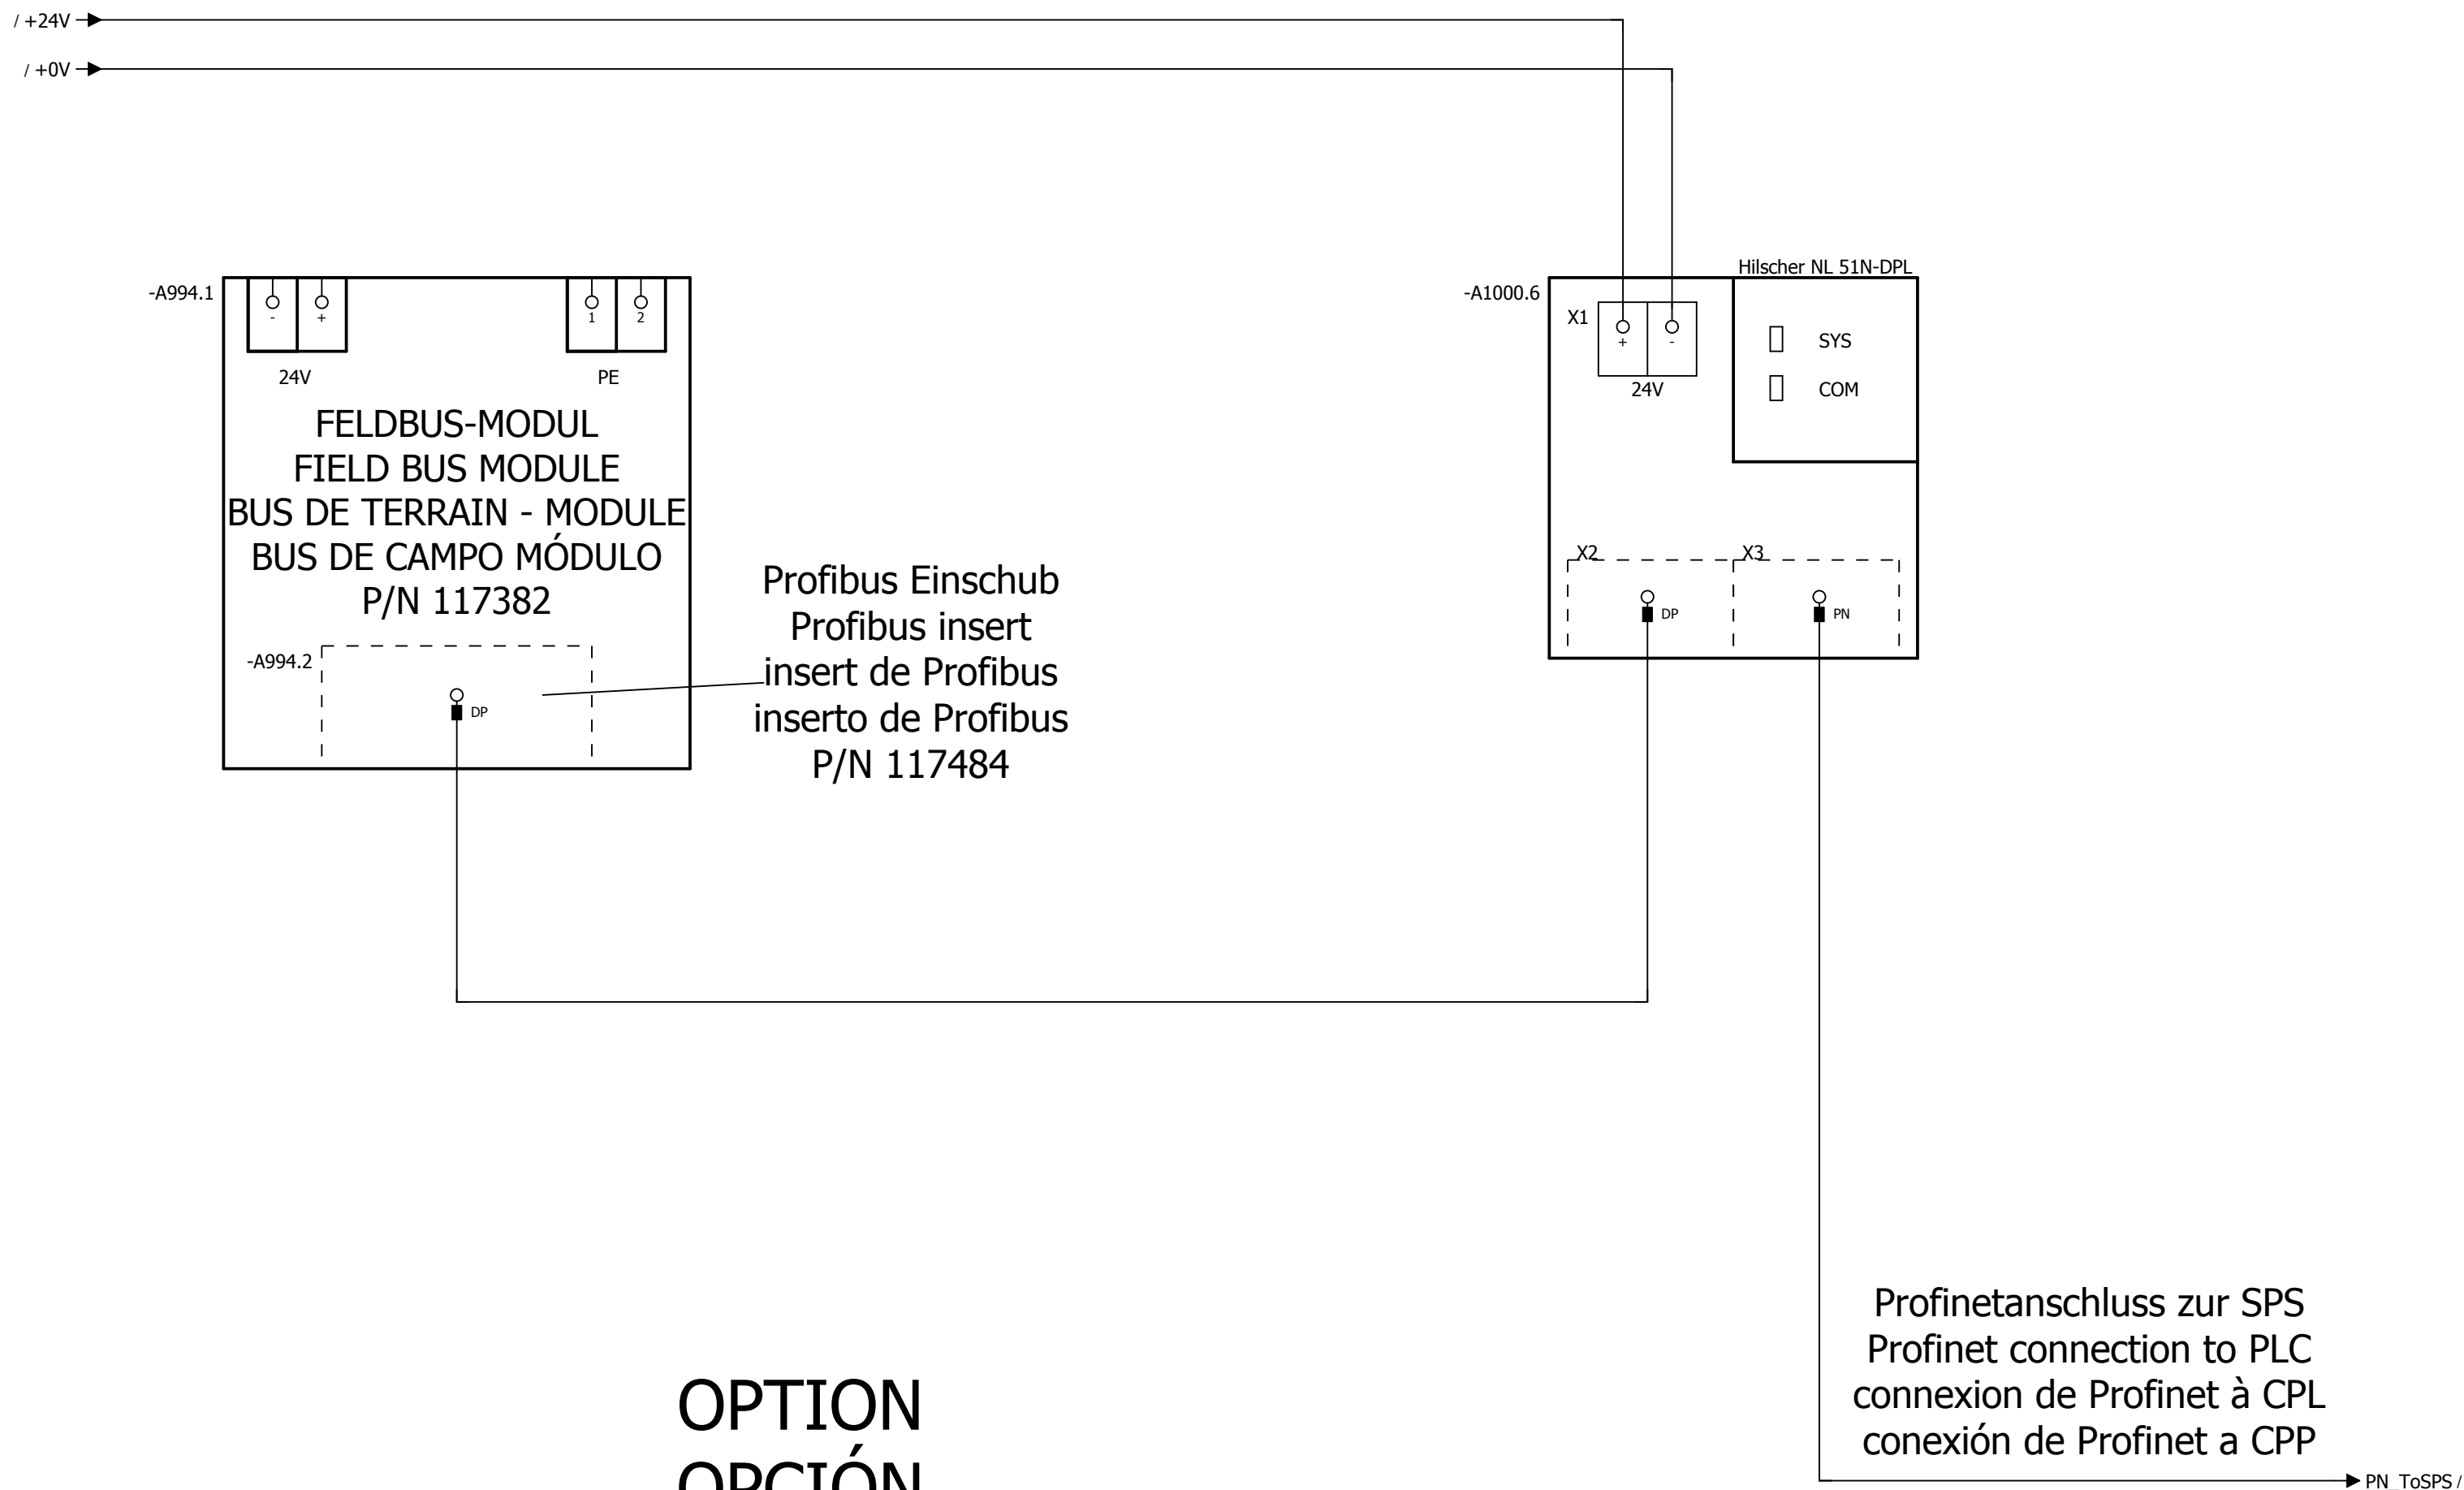 / +24V
/ +0V
-A994.1
- +
1 2
24V
PE
FELDBUS-MODUL
FIELD BUS MODULE
BUS DE TERRAIN - MODULE
BUS DE CAMPO MÓDULO
P/N 117382
-A994.2
DP
Profibus Einschub
Profibus insert
insert de Profibus
inserto de Profibus
P/N 117484
Hilscher NL 51N-DPL
-A1000.6
X1
+ -
24V
SYS
COM
X2
X3
DP
PN
Profinetanschluss zur SPS
Profinet connection to PLC
connexion de Profinet à CPL
conexión de Profinet a CPP
PN_ToSPS /
OPTION
OPCIÓN